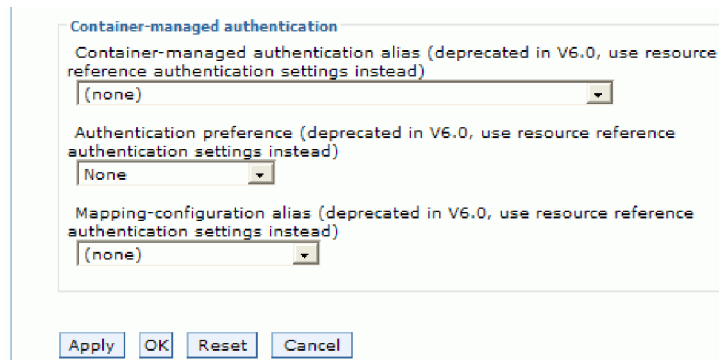 Container-managed authentication
Container-managed authentication alias (deprecated in V6.0, use resource
reference authentication settings instead)
(none)
Authentication preference (deprecated in V6.0, use resource reference
authentication settings instead)
None
Mapping-configuration alias (deprecated in V6.0, use resource reference
authentication settings instead)
(none)
Apply OK Reset Cancel